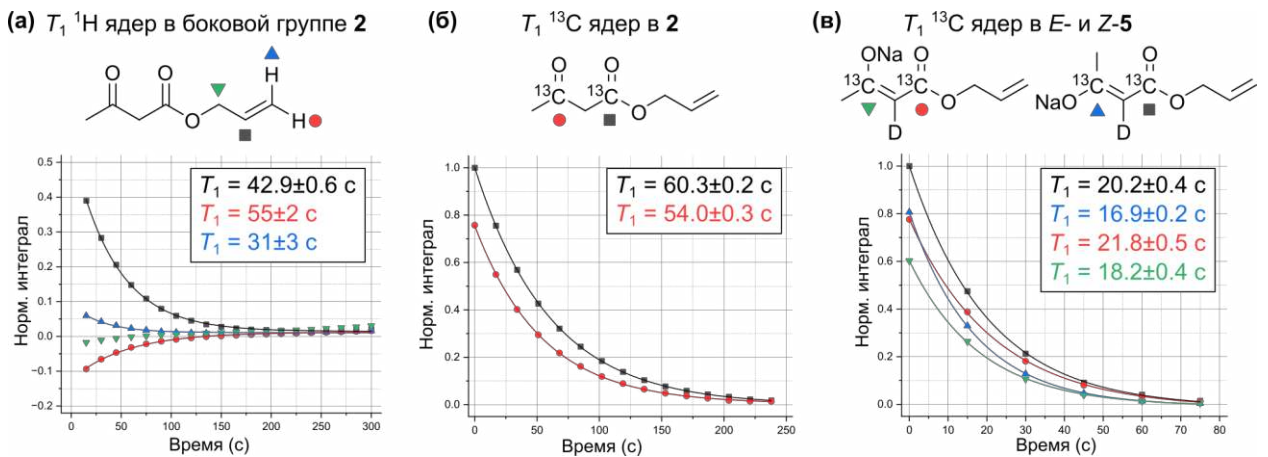 (а) T₁ ¹H ядер в боковой группе 2
O O H
O H
T₁ = 42.9±0.6 с
T₁ = 55±2 с
T₁ = 31±3 с
Норм. интеграл
0.5
0.4
0.3
0.2
0.1
0.0
−0.1
−0.2
0 50 100 150 200 250 300
Время (с)
(б) T₁ ¹³C ядер в 2
O O
¹³C ¹³C
O
T₁ = 60.3±0.2 с
T₁ = 54.0±0.3 с
Норм. интеграл
1.0
0.8
0.6
0.4
0.2
0.0
0 50 100 150 200 250
Время (с)
(в) T₁ ¹³C ядер в E- и Z-5
ONa O
¹³C ¹³C
O
D
O
¹³C ¹³C
NaO O
D
T₁ = 20.2±0.4 с
T₁ = 16.9±0.2 с
T₁ = 21.8±0.5 с
T₁ = 18.2±0.4 с
Норм. интеграл
1.0
0.8
0.6
0.4
0.2
0.0
0 10 20 30 40 50 60 70 80
Время (с)